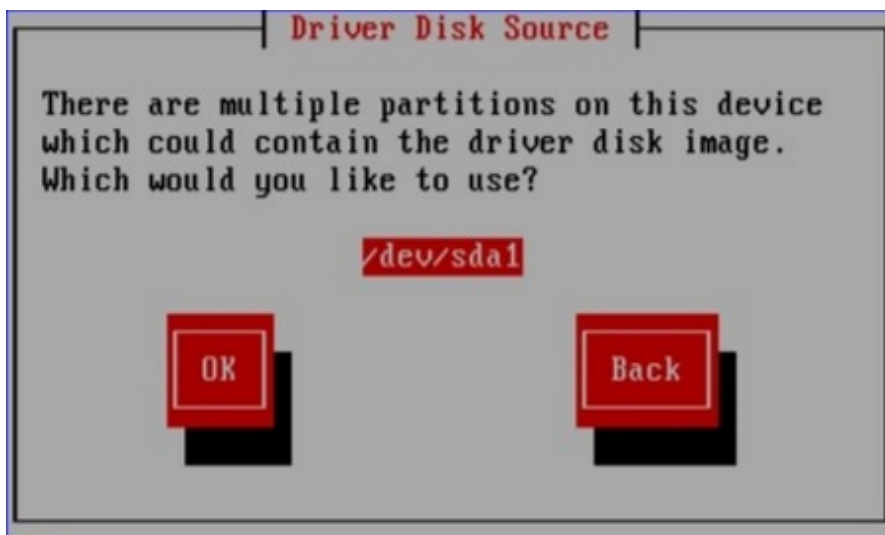 Driver Disk Source
There are multiple partitions on this device
which could contain the driver disk image.
Which would you like to use?
/dev/sda1
OK
Back